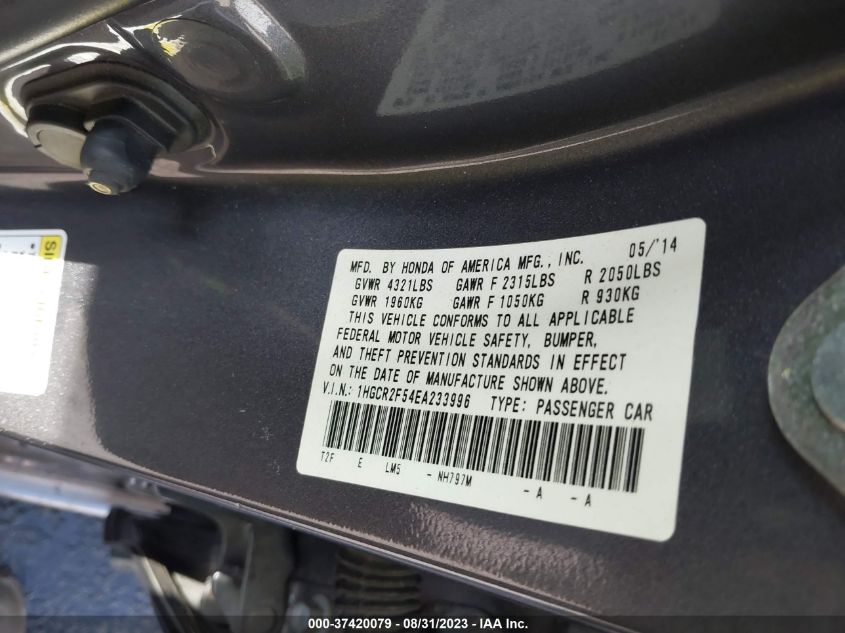 MFD. BY HONDA OF AMERICA MFG., INC. 05/'14
GVWR 4321LBS GAWR F 2315LBS R 2050LBS
GVWR 1960KG GAWR F 1050KG R 930KG
THIS VEHICLE CONFORMS TO ALL APPLICABLE
FEDERAL MOTOR VEHICLE SAFETY, BUMPER,
AND THEFT PREVENTION STANDARDS IN EFFECT
ON THE DATE OF MANUFACTURE SHOWN ABOVE.
V.I.N.: 1HGCR2F54EA233996 TYPE: PASSENGER CAR
T2F E LM5 - NH797M - A - A
000-37420079 - 08/31/2023 - IAA Inc.